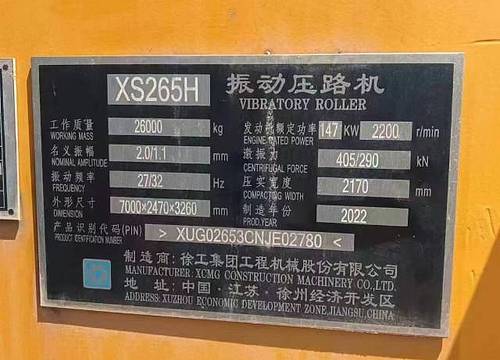 XS265H 振动压路机
VIBRATORY ROLLER
工作质量 26000 kg 发动机额定功率 147 KW 2200 r/min
WORKING MASS ENGINE RATED POWER
名义振幅 2.0/1.1 mm 激振力 405/290 kN
NOMINAL AMPLITUDE CENTRIFUGAL FORCE
振动频率 27/32 Hz 压实宽度 2170 mm
FREQUENCY COMPACTING WIDTH
外形尺寸 7000×2470×3260 mm 制造年份 2022
DIMENSION PROD.YEAR
产品识别代码(PIN) > XUG02653CNJE02780 <
PRODUCT IDENTIFICATION NUMBER
制造商: 徐工集团工程机械股份有限公司
MANUFACTURER: XCMG CONSTRUCTION MACHINERY CO.,LTD.
地 址: 中国·江苏·徐州经济开发区
ADDRESS: XUZHOU ECONOMIC DEVELOPMENT ZONE,JIANGSU,CHINA